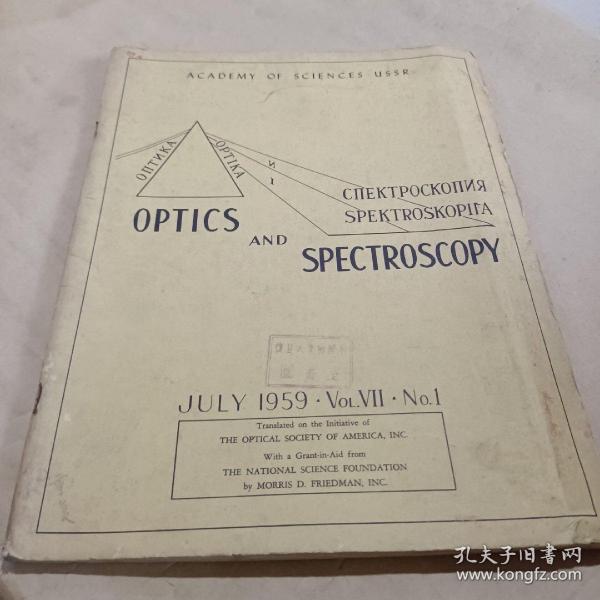 ACADEMY OF SCIENCES USSR
ОПТИКА
OPTIKA
И
I
СПЕКТРОСКОПИЯ
SPEKTROSKOPIIA
OPTICS
AND
SPECTROSCOPY
JULY 1959 · VOL.VII · No.1
Translated on the Initiative of
THE OPTICAL SOCIETY OF AMERICA, INC.
With a Grant-in-Aid from
THE NATIONAL SCIENCE FOUNDATION
by MORRIS D. FRIEDMAN, INC.
孔夫子旧书网
www.kongfz.com